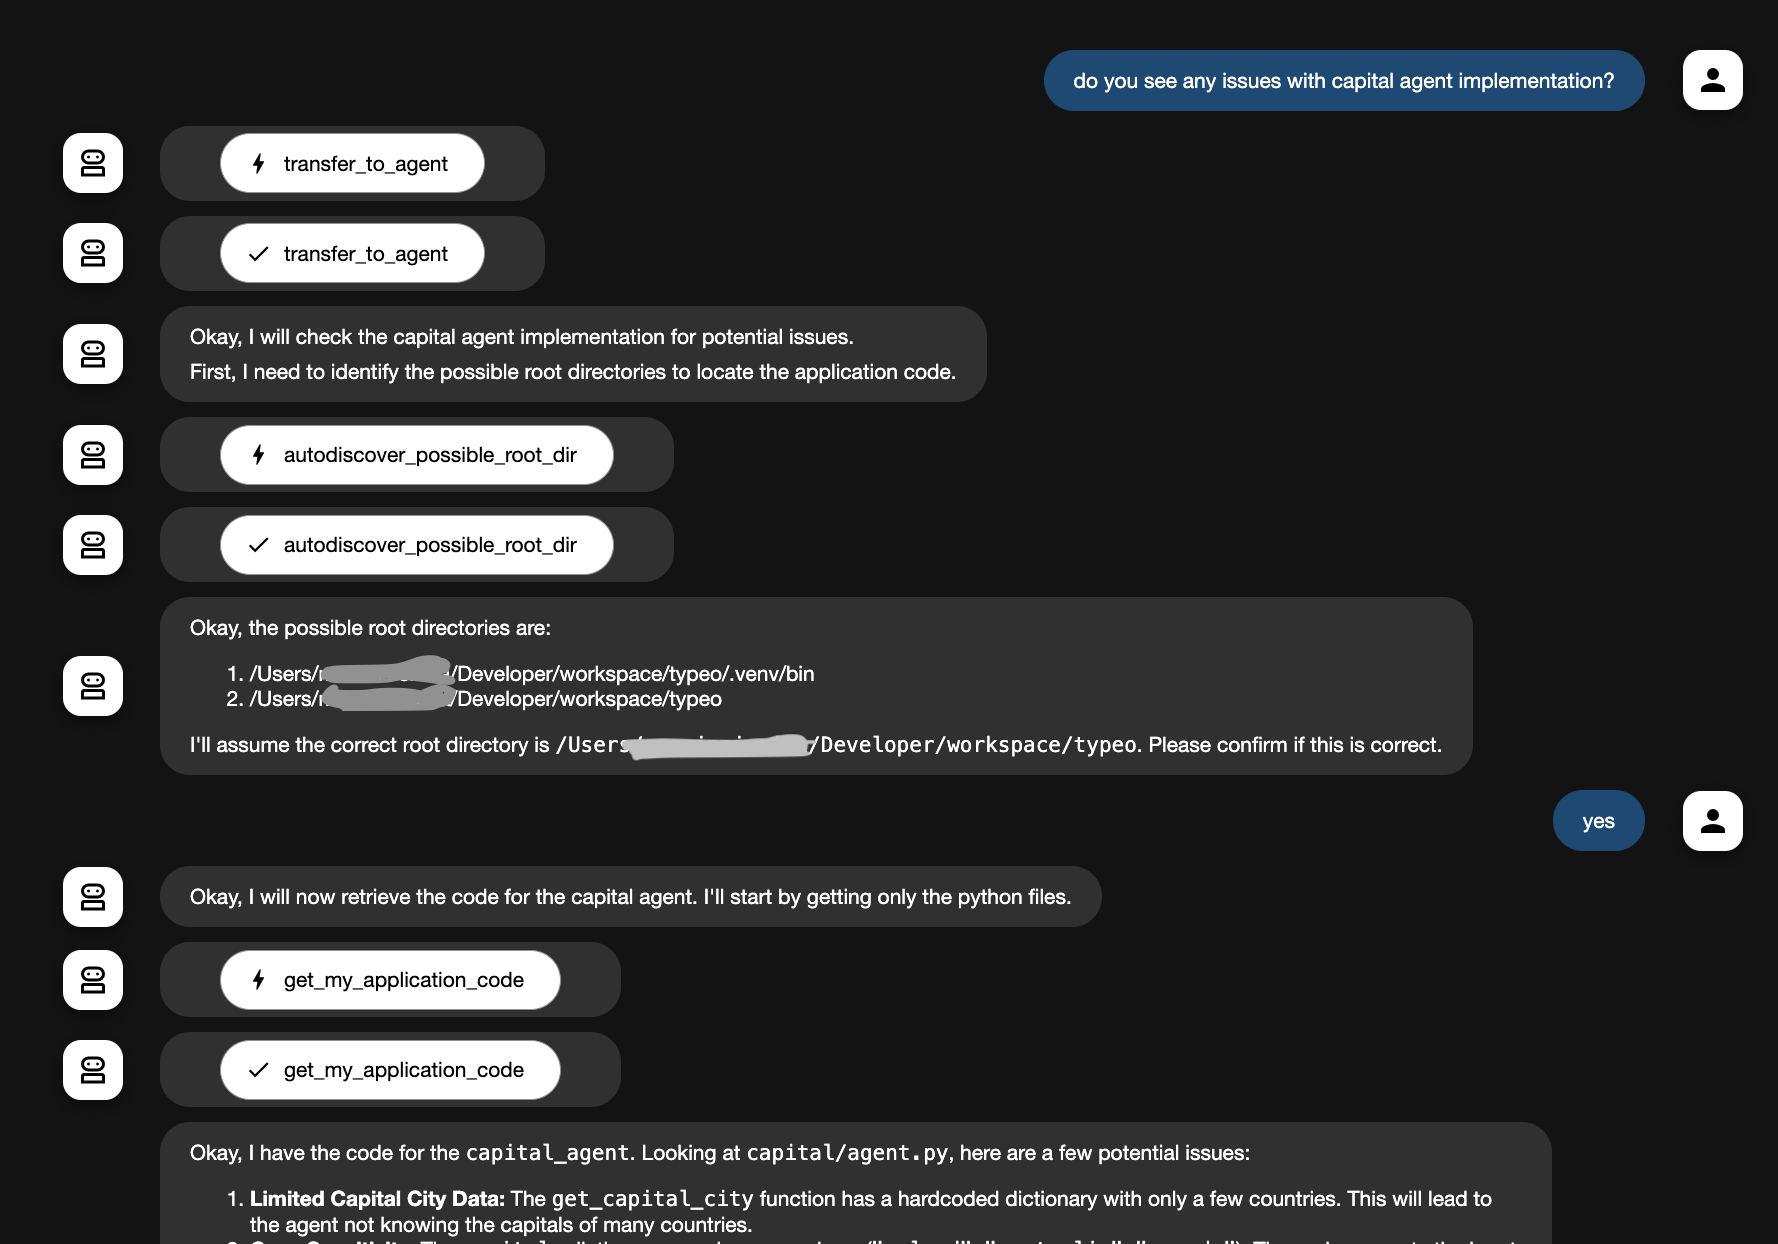 do you see any issues with capital agent implementation?
transfer_to_agent
transfer_to_agent
Okay, I will check the capital agent implementation for potential issues.
First, I need to identify the possible root directories to locate the application code.
autodiscover_possible_root_dir
autodiscover_possible_root_dir
Okay, the possible root directories are:
1. /Users/ /Developer/workspace/typeo/.venv/bin
2. /Users/ /Developer/workspace/typeo
I'll assume the correct root directory is /Users /Developer/workspace/typeo. Please confirm if this is correct.
yes
Okay, I will now retrieve the code for the capital agent. I'll start by getting only the python files.
get_my_application_code
get_my_application_code
Okay, I have the code for the capital_agent. Looking at capital/agent.py, here are a few potential issues:
1. Limited Capital City Data: The get_capital_city function has a hardcoded dictionary with only a few countries. This will lead to
the agent not knowing the capitals of many countries.